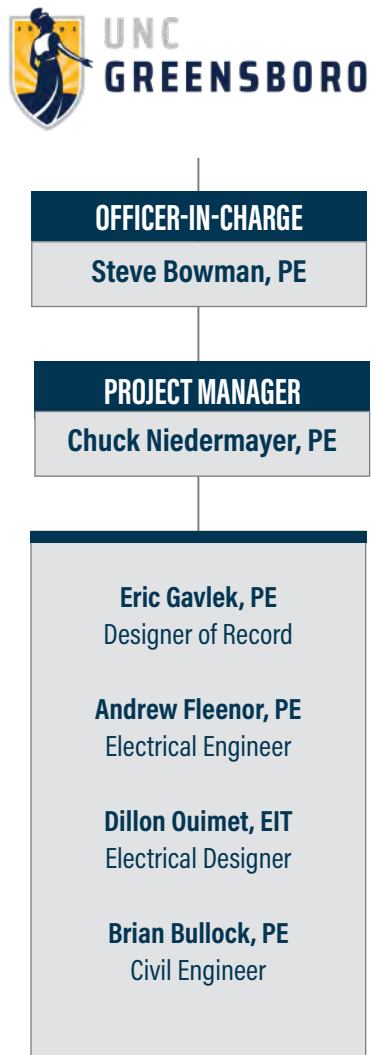 UNC
GREENSBORO
OFFICER-IN-CHARGE
Steve Bowman, PE
PROJECT MANAGER
Chuck Niedermayer, PE
Eric Gavlek, PE
Designer of Record
Andrew Fleenor, PE
Electrical Engineer
Dillon Ouimet, EIT
Electrical Designer
Brian Bullock, PE
Civil Engineer